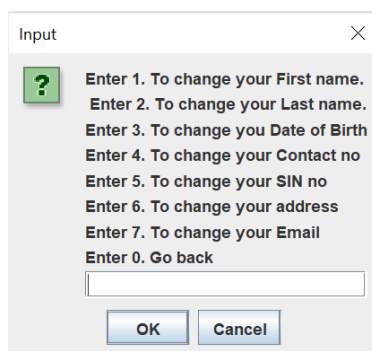 Input
Enter 1. To change your First name.
Enter 2. To change your Last name.
Enter 3. To change you Date of Birth
Enter 4. To change your Contact no
Enter 5. To change your SIN no
Enter 6. To change your address
Enter 7. To change your Email
Enter 0. Go back
OK Cancel